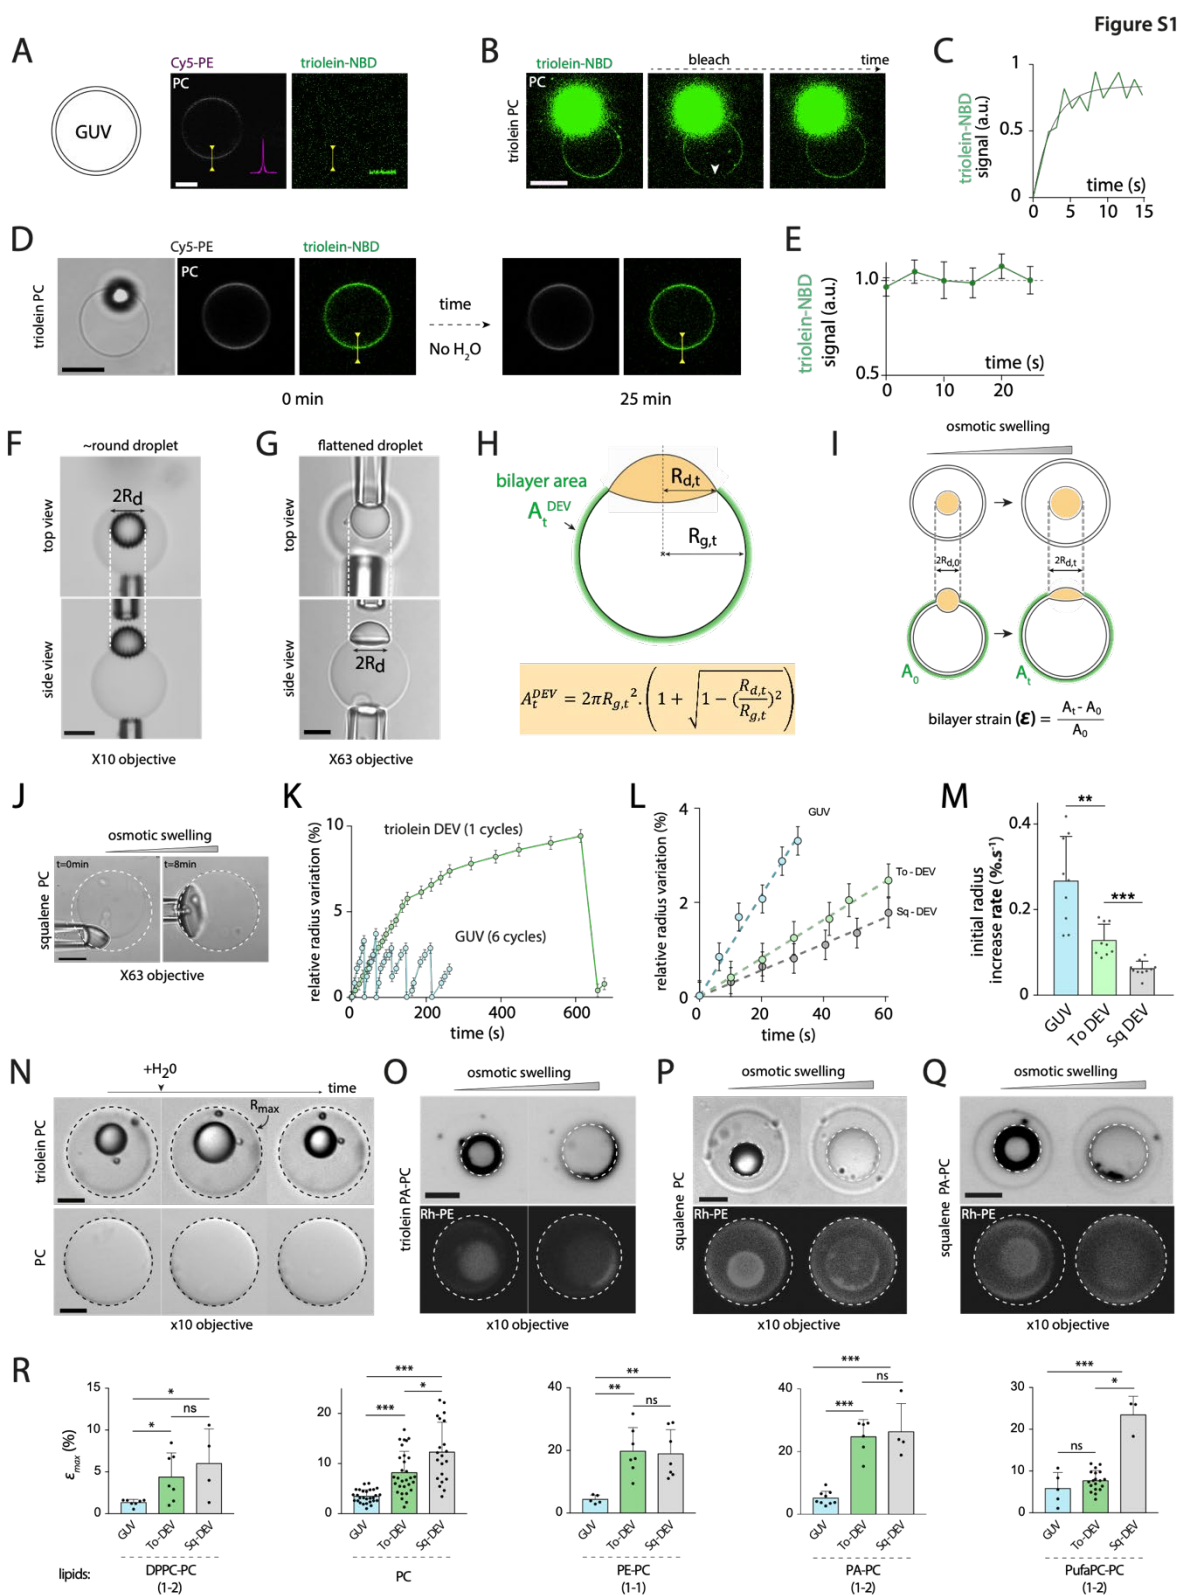 Figure S1
A
GUV
Cy5-PE
triolein-NBD
PC
B
triolein-NBD
bleach
time
PC
triolein PC
C
triolein-NBD
signal (a.u.)
1
0
0 5 10 15
time (s)
D
Cy5-PE
triolein-NBD
triolein PC
PC
time
No H2O
0 min
25 min
E
triolein-NBD
signal (a.u.)
1.0
0.5
0 10 20
time (s)
F
~round droplet
top view
2Rd
side view
X10 objective
G
flattened droplet
top view
side view
2Rd
X63 objective
H
bilayer area
AtDEV
Rd,t
Rg,t
AtDEV = 2πRg,t2. (1 + √1 − (Rd,t/Rg,t)2)
I
osmotic swelling
2Rd,0
2Rd,t
A0
At
bilayer strain (ε) = At - A0 / A0
J
osmotic swelling
t=0min
t=8min
squalene PC
X63 objective
K
relative radius variation (%)
10
5
0
triolein DEV (1 cycles)
GUV (6 cycles)
0 200 400 600
time (s)
L
relative radius variation (%)
4
2
0
GUV
To - DEV
Sq - DEV
0 20 40 60
time (s)
M
initial radius
increase rate (%.s-1)
0.4
0.2
0
**
***
GUV
To DEV
Sq DEV
N
+H20
time
Rmax
triolein PC
PC
x10 objective
O
osmotic swelling
triolein PA-PC
Rh-PE
x10 objective
P
osmotic swelling
squalene PC
x10 objective
Q
osmotic swelling
squalene PA-PC
Rh-PE
x10 objective
R
εmax (%)
15
10
5
0
*
*
ns
GUV
To-DEV
Sq-DEV
20
10
0
***
***
*
GUV
To-DEV
Sq-DEV
40
20
0
**
**
ns
GUV
To-DEV
Sq-DEV
40
20
0
***
***
ns
GUV
To-DEV
Sq-DEV
30
20
10
0
***
*
ns
GUV
To-DEV
Sq-DEV
lipids:
DPPC-PC
(1-2)
PC
PE-PC
(1-1)
PA-PC
(1-2)
PufaPC-PC
(1-2)